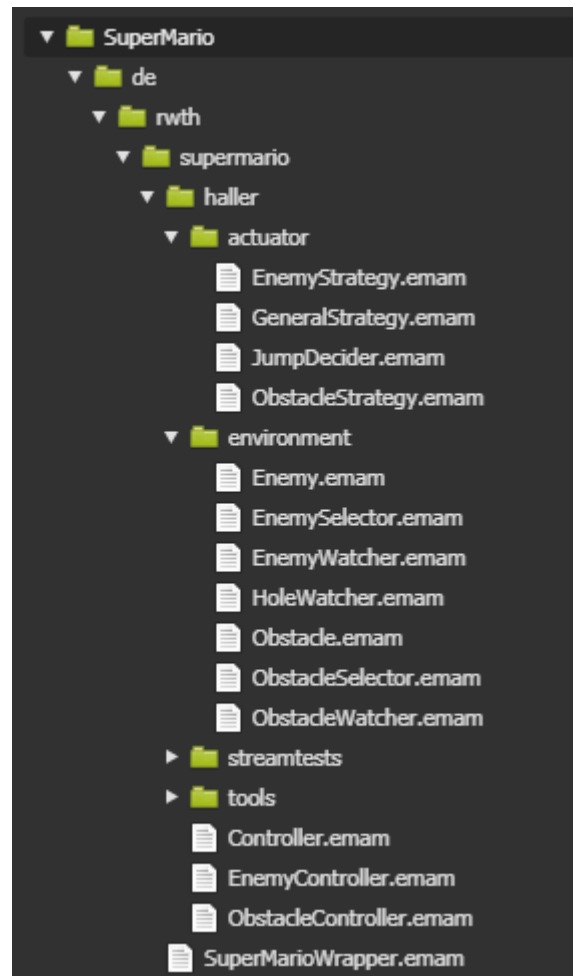 SuperMario
de
rwth
supermario
haller
actuator
EnemyStrategy.emam
GeneralStrategy.emam
JumpDecider.emam
ObstacleStrategy.emam
environment
Enemy.emam
EnemySelector.emam
EnemyWatcher.emam
HoleWatcher.emam
Obstacle.emam
ObstacleSelector.emam
ObstacleWatcher.emam
streamtests
tools
Controller.emam
EnemyController.emam
ObstacleController.emam
SuperMarioWrapper.emam